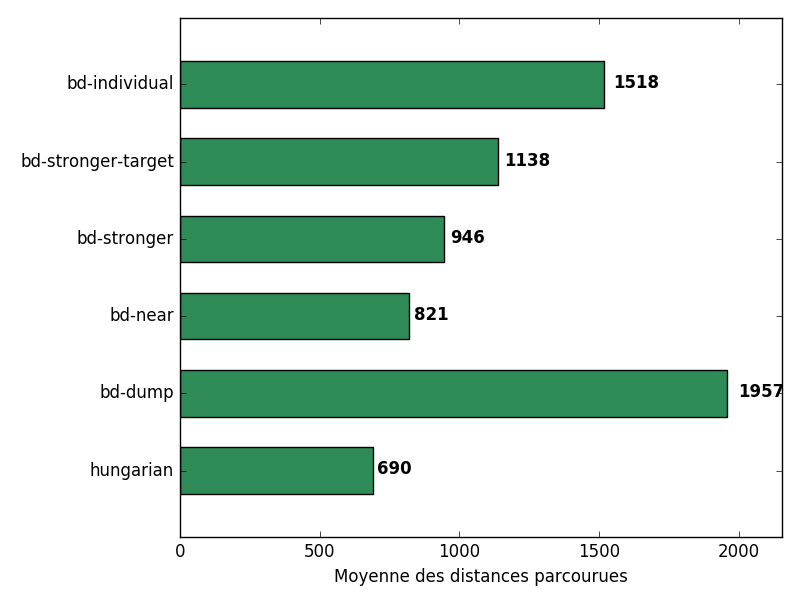 bd-individual 1518
bd-stronger-target 1138
bd-stronger 946
bd-near 821
bd-dump 1957
hungarian 690
0 500 1000 1500 2000
Moyenne des distances parcourues